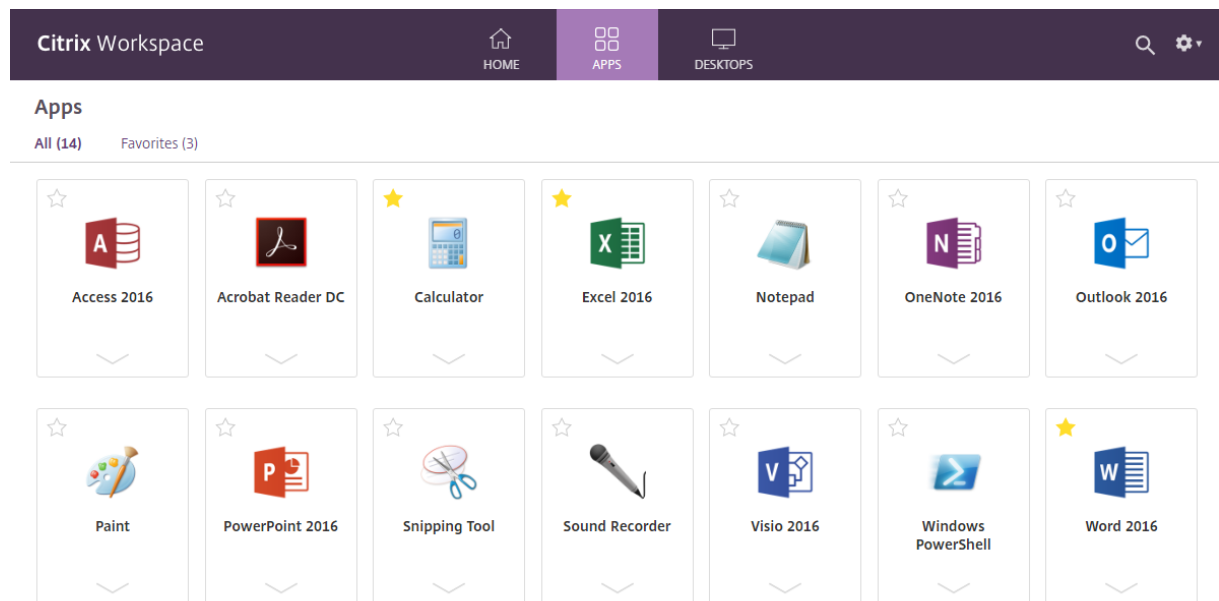 Citrix Workspace
HOME
APPS
DESKTOPS
Apps
All (14)
Favorites (3)
Access 2016
Acrobat Reader DC
Calculator
Excel 2016
Notepad
OneNote 2016
Outlook 2016
Paint
PowerPoint 2016
Snipping Tool
Sound Recorder
Visio 2016
Windows
PowerShell
Word 2016